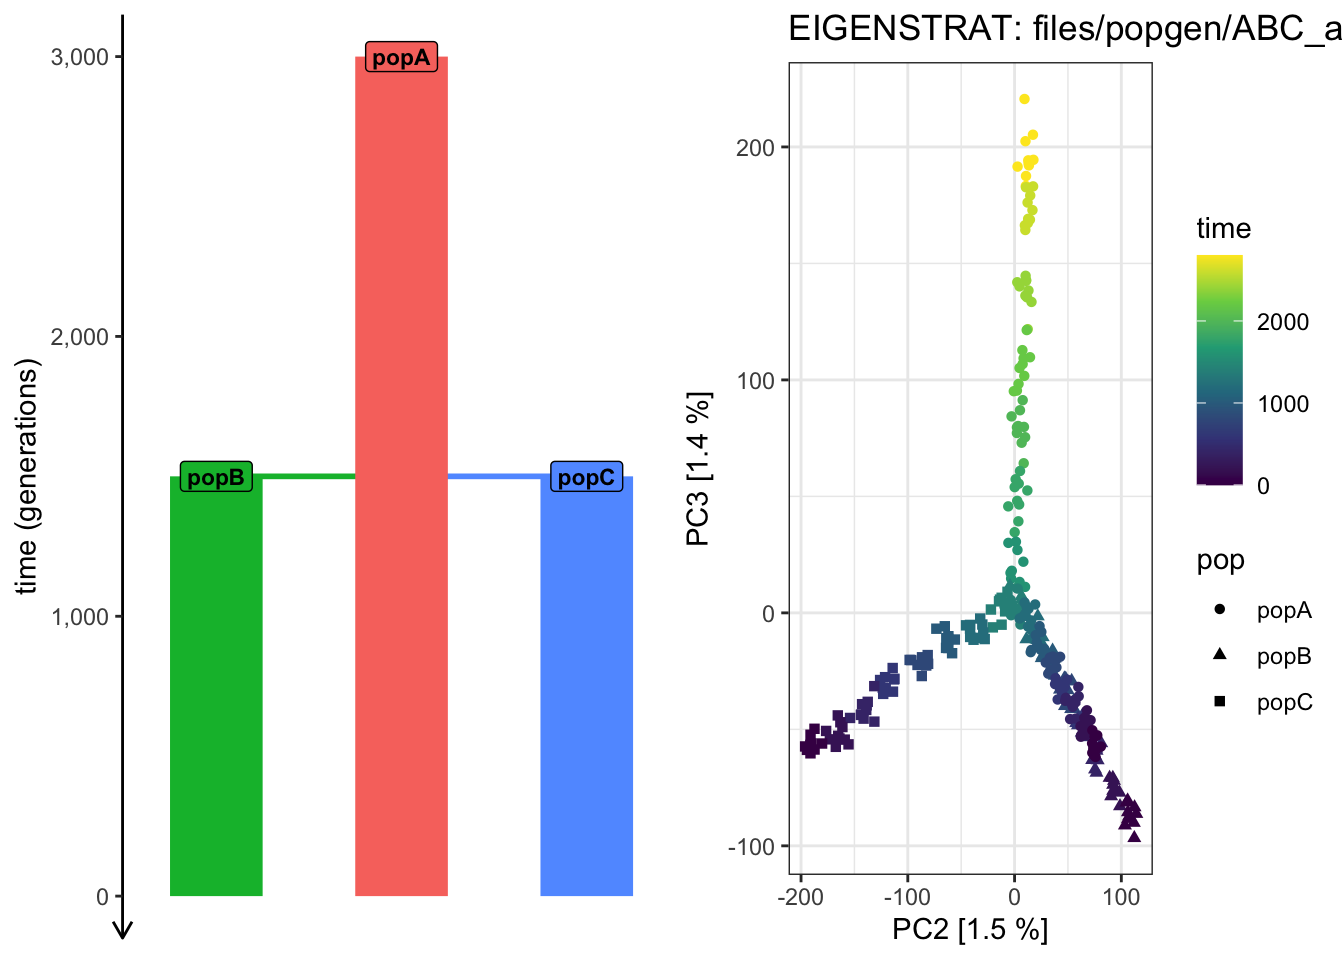 time (generations)
3,000
2,000
1,000
0
popA
popB
popC
EIGENSTRAT: files/popgen/ABC_a
PC3 [1.4 %]
200
100
0
-100
-200
-100
0
100
PC2 [1.5 %]
time
2000
1000
0
pop
popA
popB
popC